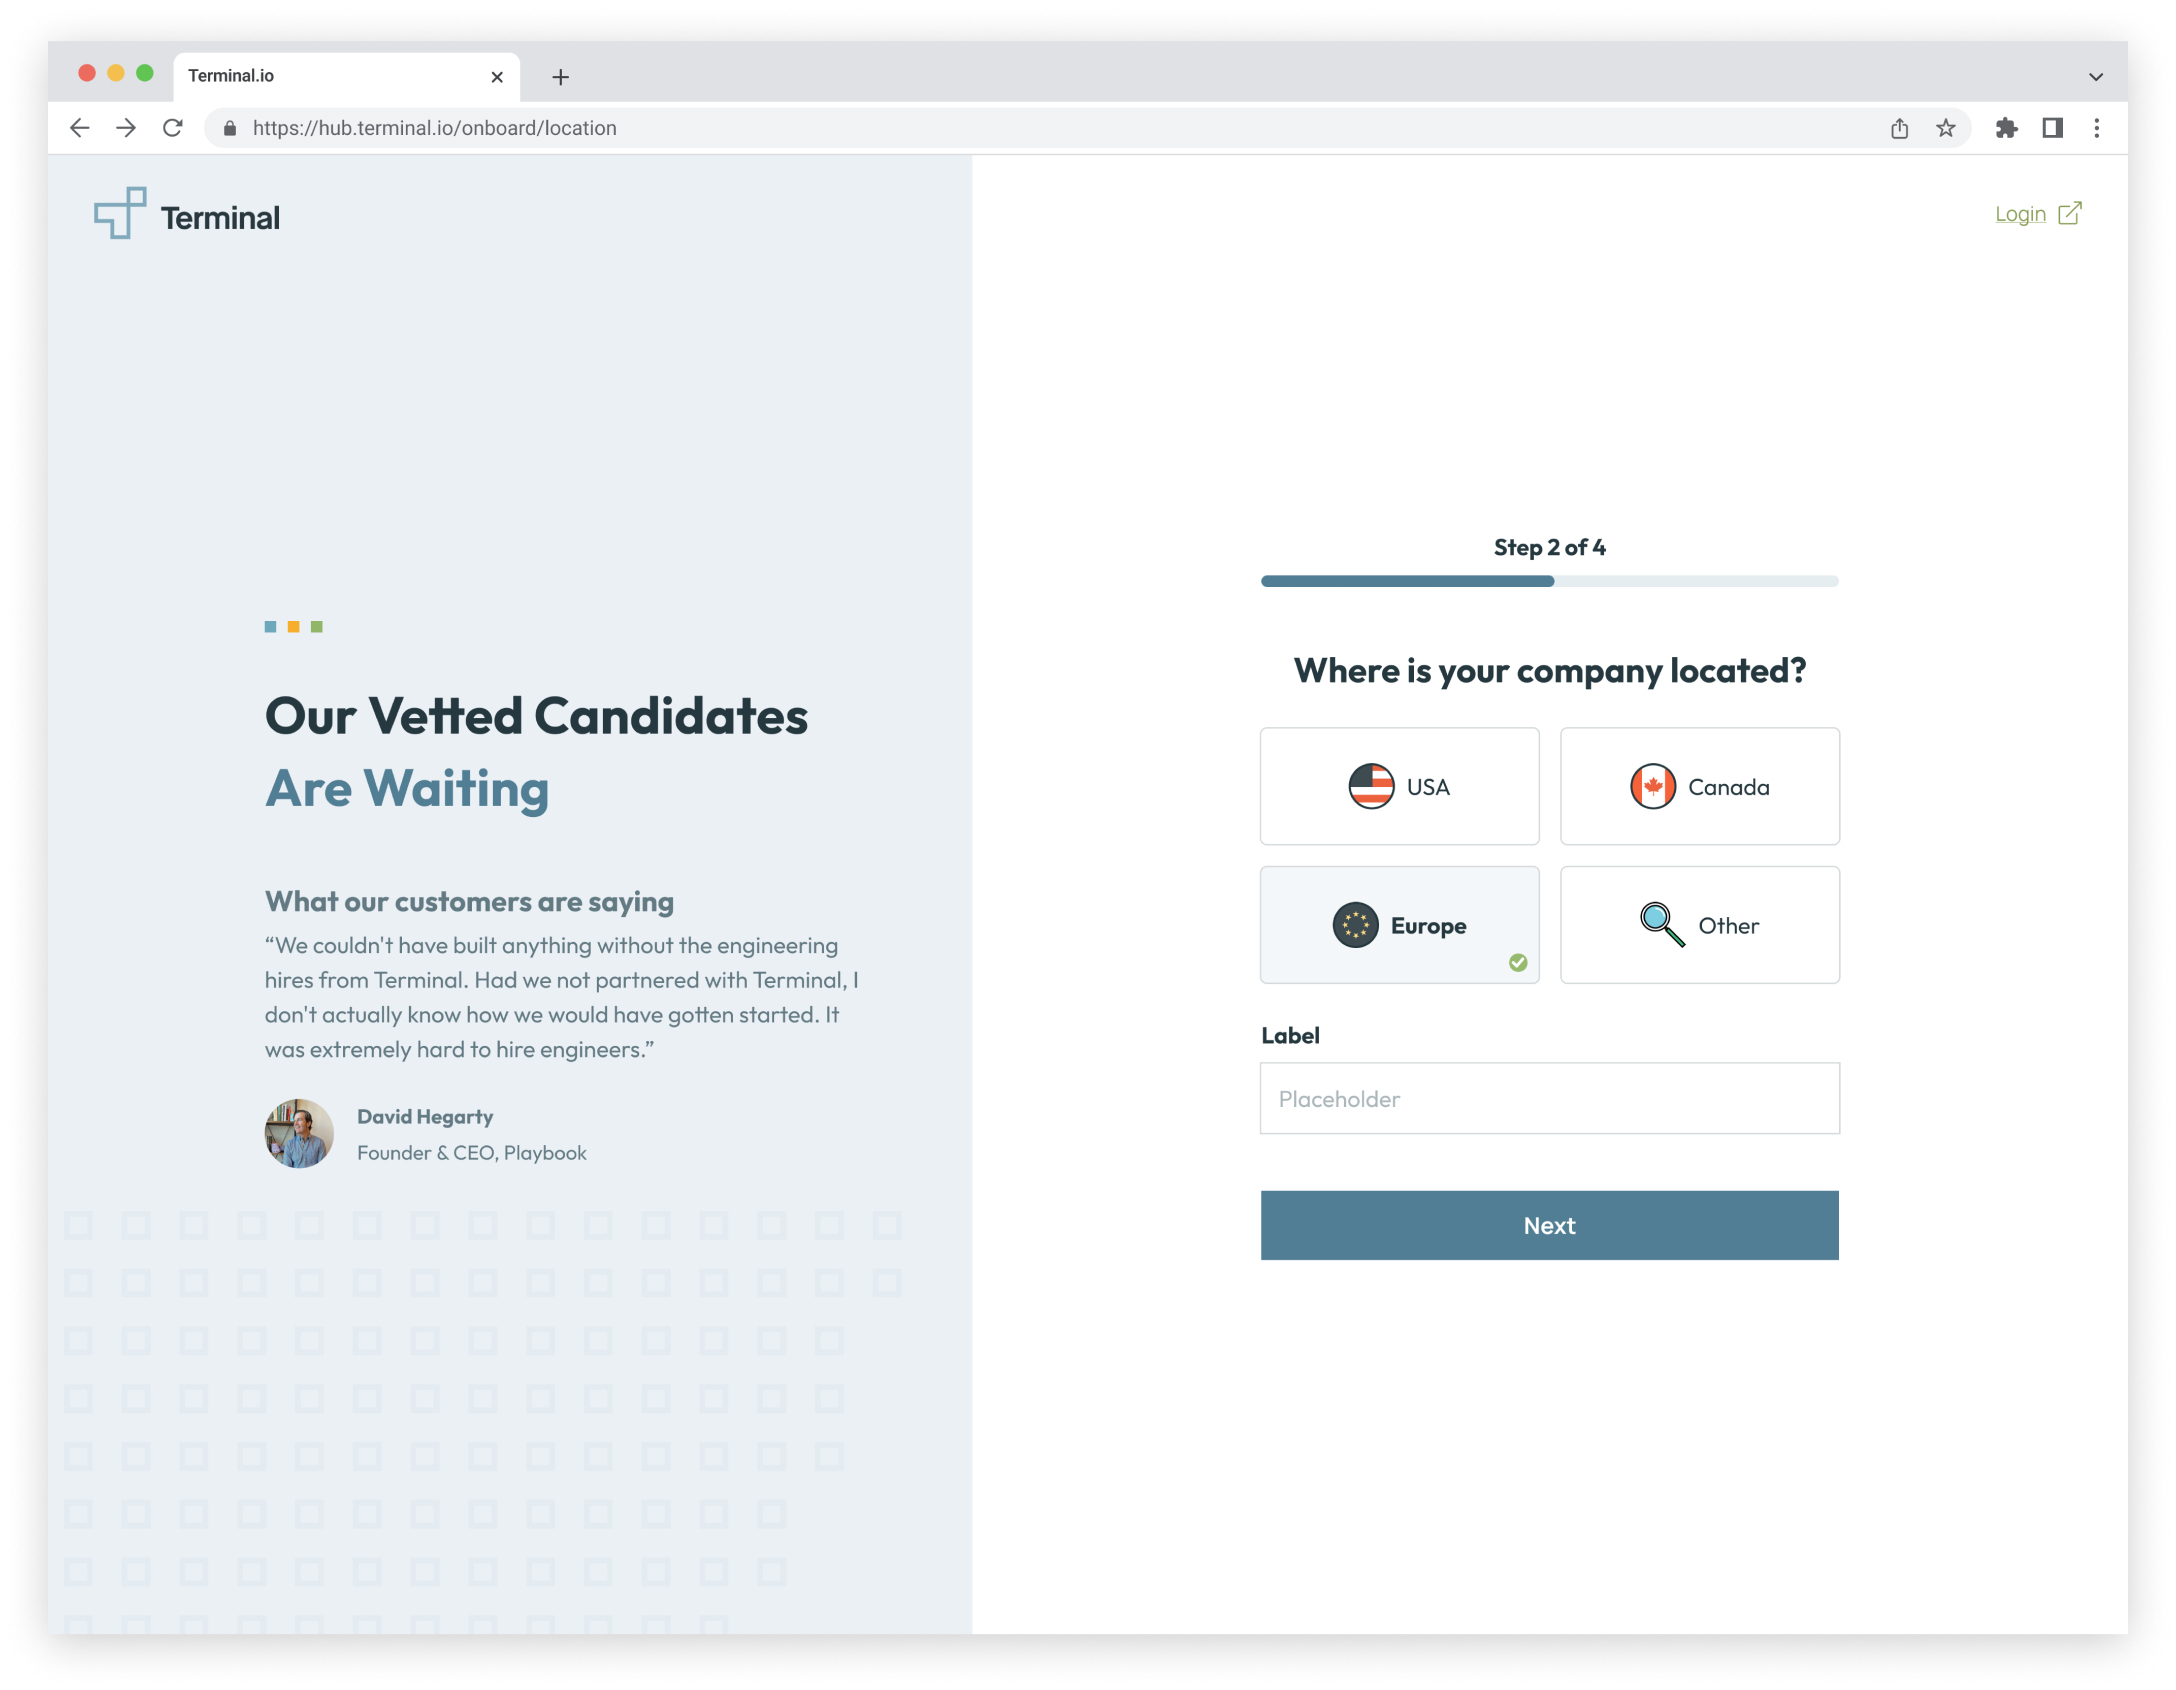 Terminal.io
https://hub.terminal.io/onboard/location
Terminal
Login
Our Vetted Candidates
Are Waiting
What our customers are saying
“We couldn't have built anything without the engineering
hires from Terminal. Had we not partnered with Terminal, I
don't actually know how we would have gotten started. It
was extremely hard to hire engineers.”
David Hegarty
Founder & CEO, Playbook
Step 2 of 4
Where is your company located?
USA
Canada
Europe
Other
Label
Placeholder
Next